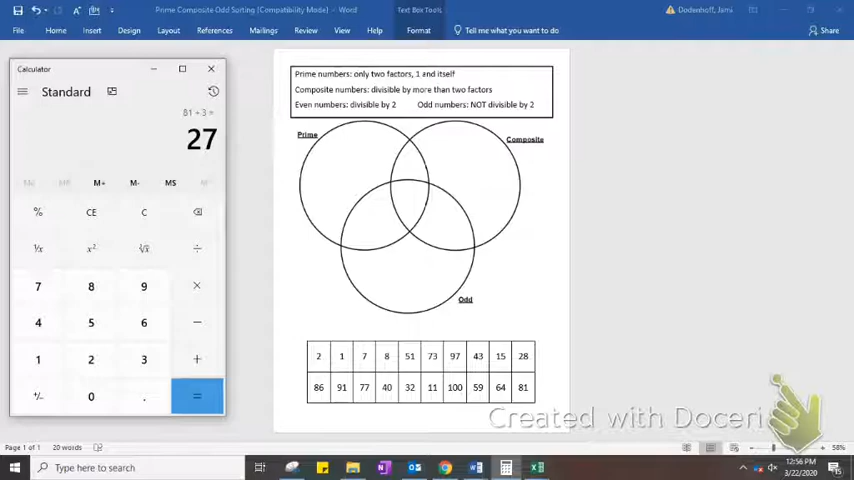 Prime Composite Odd Sorting [Compatibility Mode] - Word
Text Box Tools
Dodenhoff, Jami
File Home Insert Design Layout References Mailings Review View Help Format Tell me what you want to do Share
Calculator
Standard
81 ÷ 3 =
27
M+ M- MS
% CE C
¹/x x² ²√x ÷
7 8 9 ×
4 5 6 −
1 2 3 +
+/- 0 . =
Prime numbers: only two factors, 1 and itself
Composite numbers: divisible by more than two factors
Even numbers: divisible by 2 Odd numbers: NOT divisible by 2
Prime
Composite
Odd
2 1 7 8 51 73 97 43 15 28
86 91 77 40 32 11 100 59 64 81
Created with Doceri
Page 1 of 1 20 words
58%
Type here to search
12:56 PM
3/22/2020